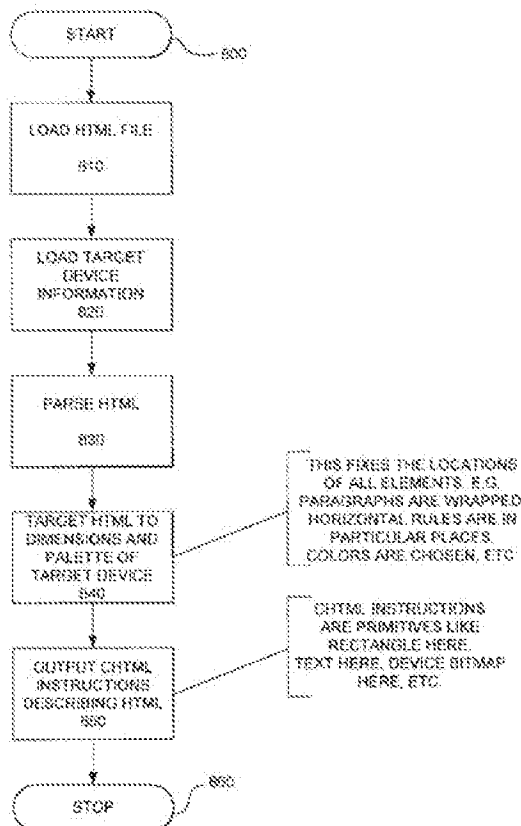 START
800
LOAD HTML FILE
810
LOAD TARGET
DEVICE
INFORMATION
820
PARSE HTML
830
TARGET HTML TO
DIMENSIONS AND
PALETTE OF
TARGET DEVICE
840
THIS FIXES THE LOCATIONS
OF ALL ELEMENTS. E.G.
PARAGRAPHS ARE WRAPPED
HORIZONTAL RULES ARE IN
PARTICULAR PLACES.
COLORS ARE CHOSEN, ETC
OUTPUT CHTML
INSTRUCTIONS
DESCRIBING HTML
850
CHTML INSTRUCTIONS
ARE PRIMITIVES LIKE
RECTANGLE HERE,
TEXT HERE, DEVICE BITMAP
HERE, ETC.
860
STOP